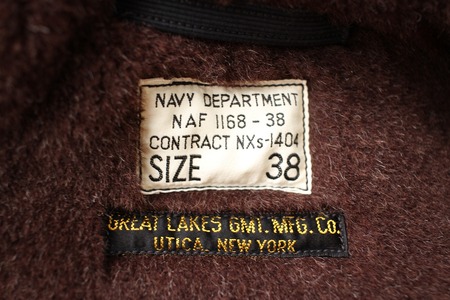 NAVY DEPARTMENT
NAF 1168 - 38
CONTRACT NXs-1404
SIZE 38
GREAT LAKES GMT. MFG. Co.
UTICA, NEW YORK